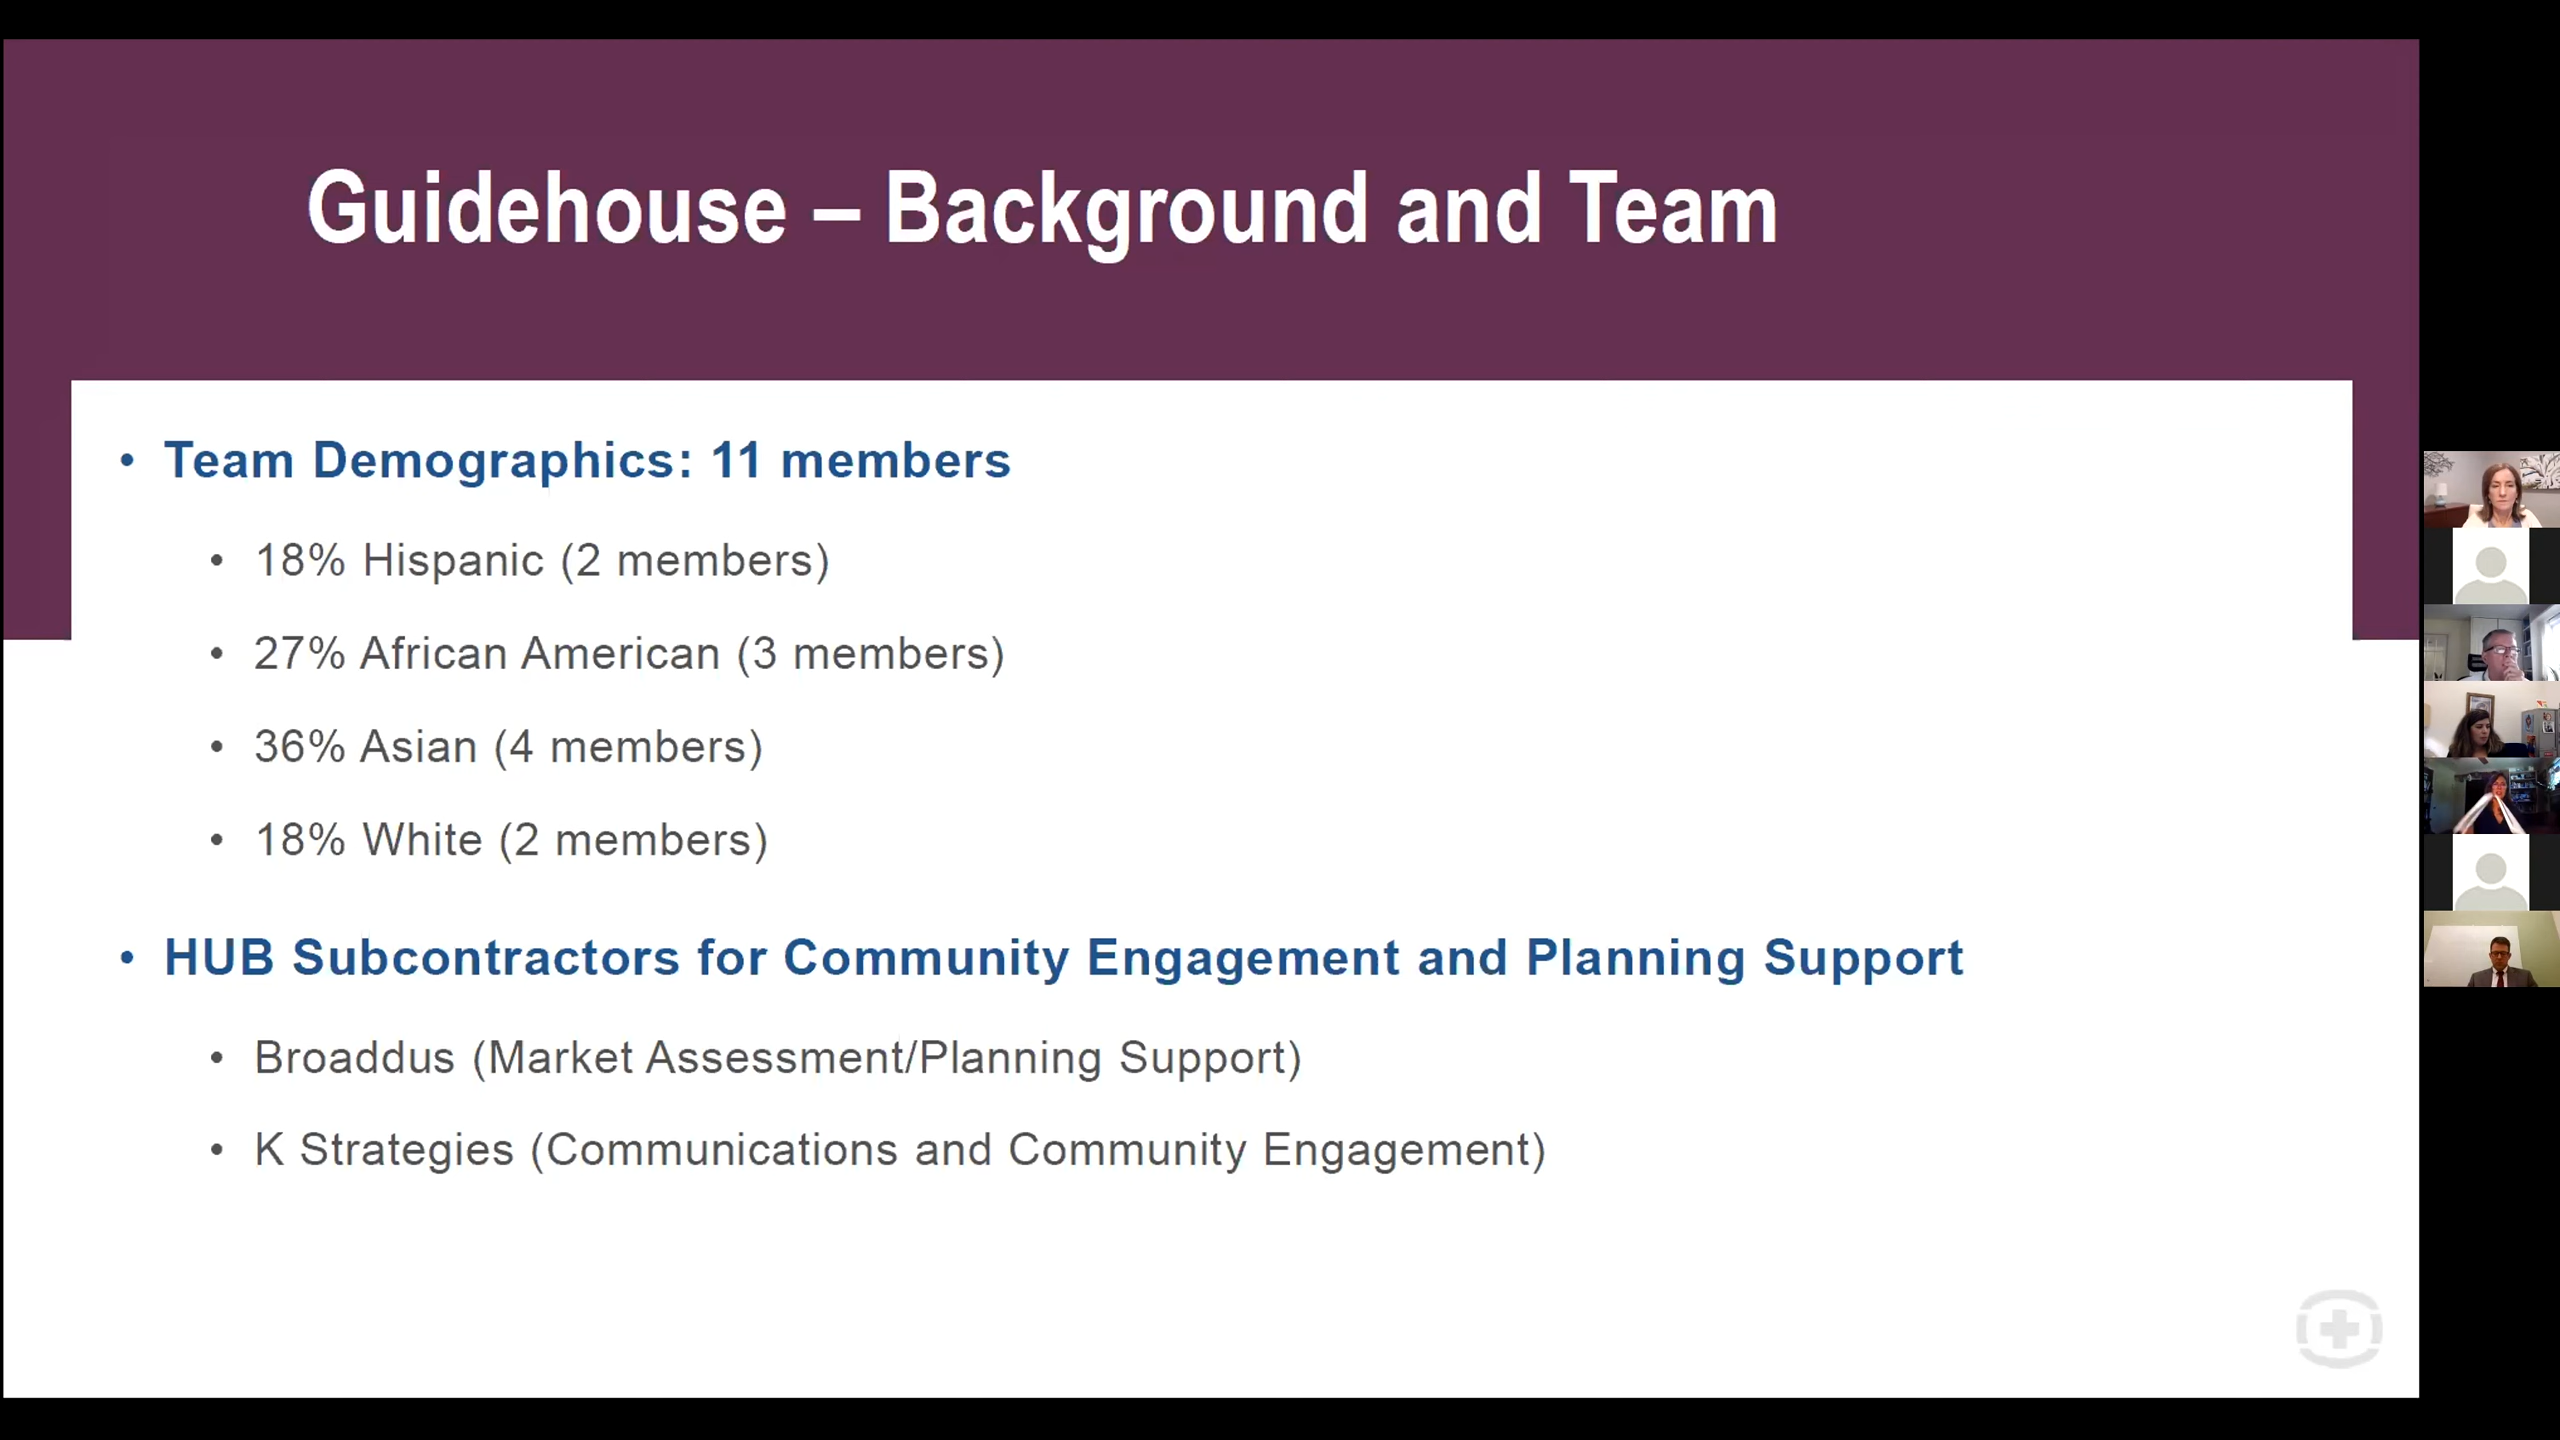 Guidehouse – Background and Team
• Team Demographics: 11 members
• 18% Hispanic (2 members)
• 27% African American (3 members)
• 36% Asian (4 members)
• 18% White (2 members)
• HUB Subcontractors for Community Engagement and Planning Support
• Broaddus (Market Assessment/Planning Support)
• K Strategies (Communications and Community Engagement)